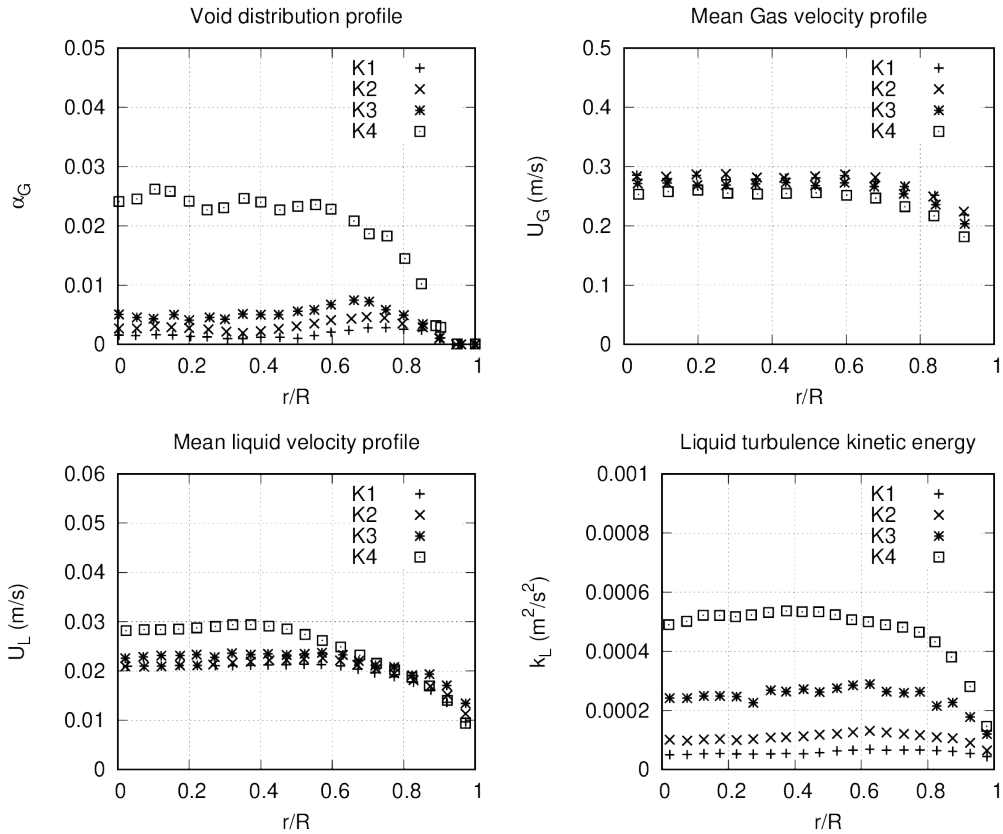 Void distribution profile
0.05
0.04
0.03
0.02
0.01
0
0 0.2 0.4 0.6 0.8 1
α_G
r/R
K1
K2
K3
K4
Mean Gas velocity profile
0.5
0.4
0.3
0.2
0.1
0
0 0.2 0.4 0.6 0.8 1
U_G (m/s)
r/R
K1
K2
K3
K4
Mean liquid velocity profile
0.06
0.05
0.04
0.03
0.02
0.01
0
0 0.2 0.4 0.6 0.8 1
U_L (m/s)
r/R
K1
K2
K3
K4
Liquid turbulence kinetic energy
0.001
0.0008
0.0006
0.0004
0.0002
0
0 0.2 0.4 0.6 0.8 1
k_L (m²/s²)
r/R
K1
K2
K3
K4